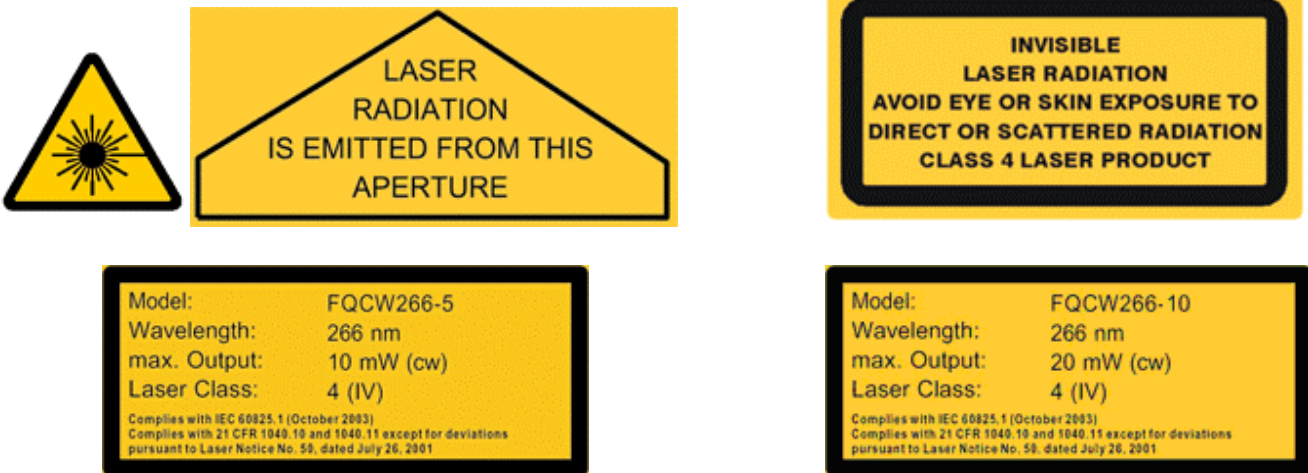 LASER
RADIATION
IS EMITTED FROM THIS
APERTURE
INVISIBLE
LASER RADIATION
AVOID EYE OR SKIN EXPOSURE TO
DIRECT OR SCATTERED RADIATION
CLASS 4 LASER PRODUCT
Model: FQCW266-5
Wavelength: 266 nm
max. Output: 10 mW (cw)
Laser Class: 4 (IV)
Complies with IEC 60825.1 (October 2003)
Complies with 21 CFR 1040.10 and 1040.11 except for deviations
pursuant to Laser Notice No. 50, dated July 26, 2001
Model: FQCW266-10
Wavelength: 266 nm
max. Output: 20 mW (cw)
Laser Class: 4 (IV)
Complies with IEC 60825.1 (October 2003)
Complies with 21 CFR 1040.10 and 1040.11 except for deviations
pursuant to Laser Notice No. 50, dated July 26, 2001